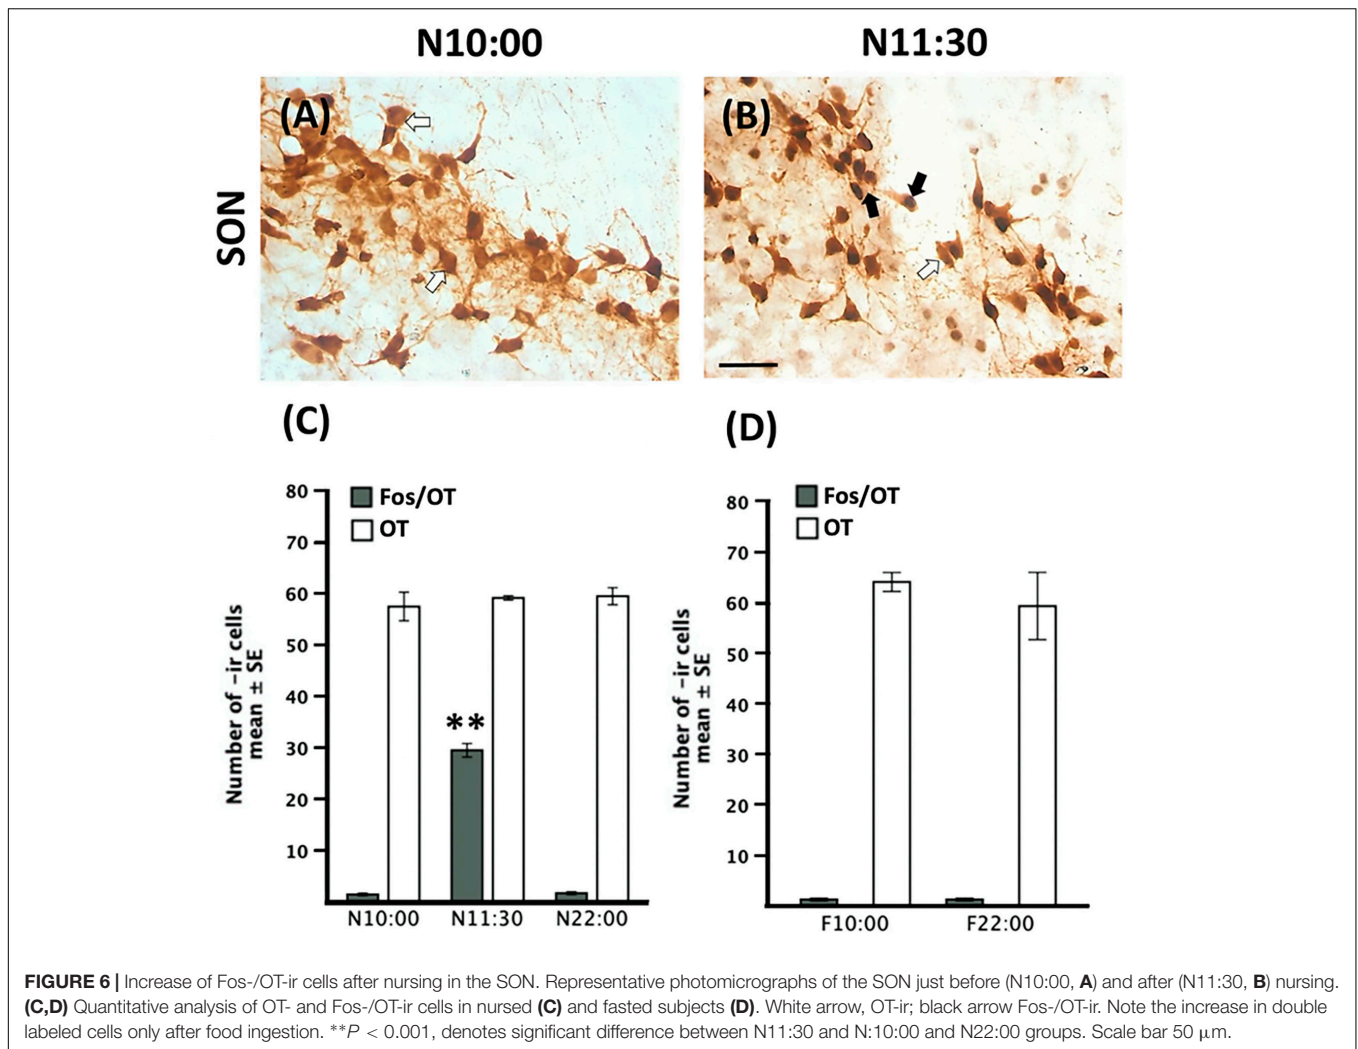 N10:00
N11:30
SON
(A)
(B)
(C)
(D)
Number of –ir cells
mean ± SE
80
70
60
50
40
30
20
10
Fos/OT
OT
**
N10:00
N11:30
N22:00
Number of –ir cells
mean ± SE
80
70
60
50
40
30
20
10
Fos/OT
OT
F10:00
F22:00
FIGURE 6 | Increase of Fos-/OT-ir cells after nursing in the SON. Representative photomicrographs of the SON just before (N10:00, A) and after (N11:30, B) nursing.
(C,D) Quantitative analysis of OT- and Fos-/OT-ir cells in nursed (C) and fasted subjects (D). White arrow, OT-ir; black arrow Fos-/OT-ir. Note the increase in double
labeled cells only after food ingestion. **P < 0.001, denotes significant difference between N11:30 and N:10:00 and N22:00 groups. Scale bar 50 μm.